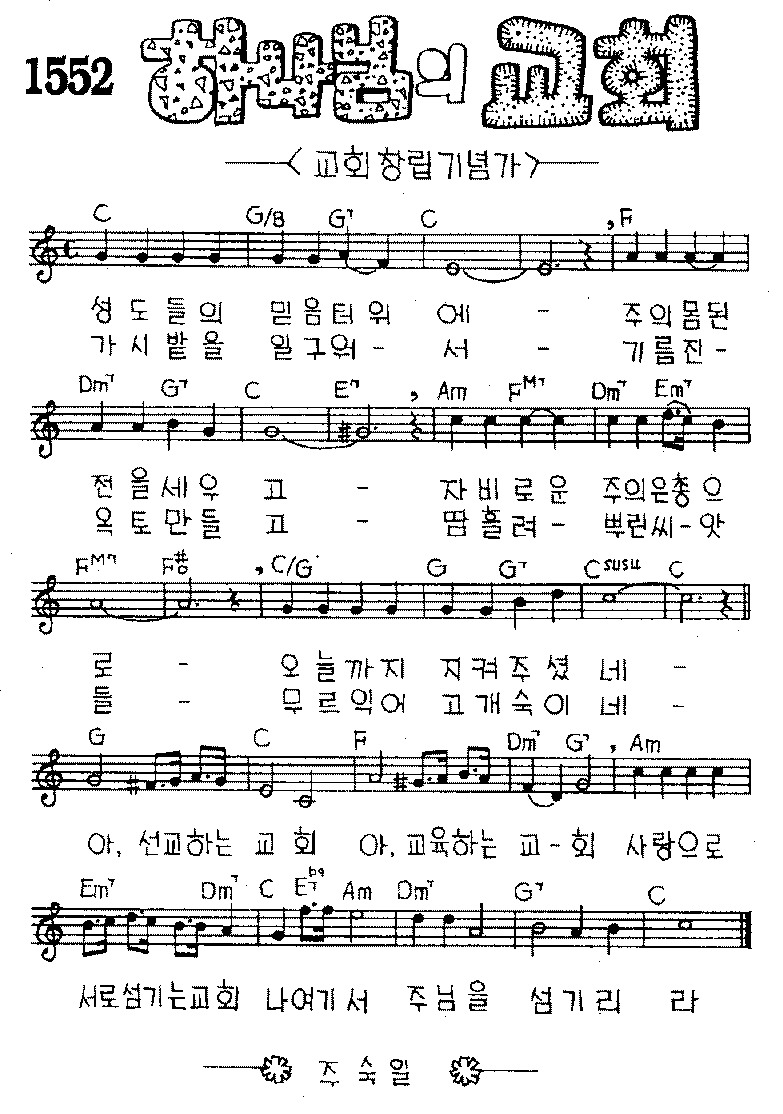 1552 하나님의 교회
교회창립기념가
C G/B G7 C F
성도들의 믿음터위 에 - 주의몸된
가시밭을 일구워- 서 - 기름진-
Dm7 G7 C E7 Am FM7 Dm7 Em7
전을세우 고 - 자비로운 주의은총으
옥토만들 고 - 땀흘려- 뿌린씨-앗
FM7 C/G G G7 Csus4 C
로 - 오늘까지 지켜주셨 네 -
들 - 무르익어 고개숙이 네 -
G C F Dm7 G7 Am
아, 선교하는 교 회 아, 교육하는 교-회 사랑으로
Em7 Dm7 C E7 b9 Am Dm7 G7 C
서로섬기는교회 나여기서 주님을 섬기리 라
주숙일